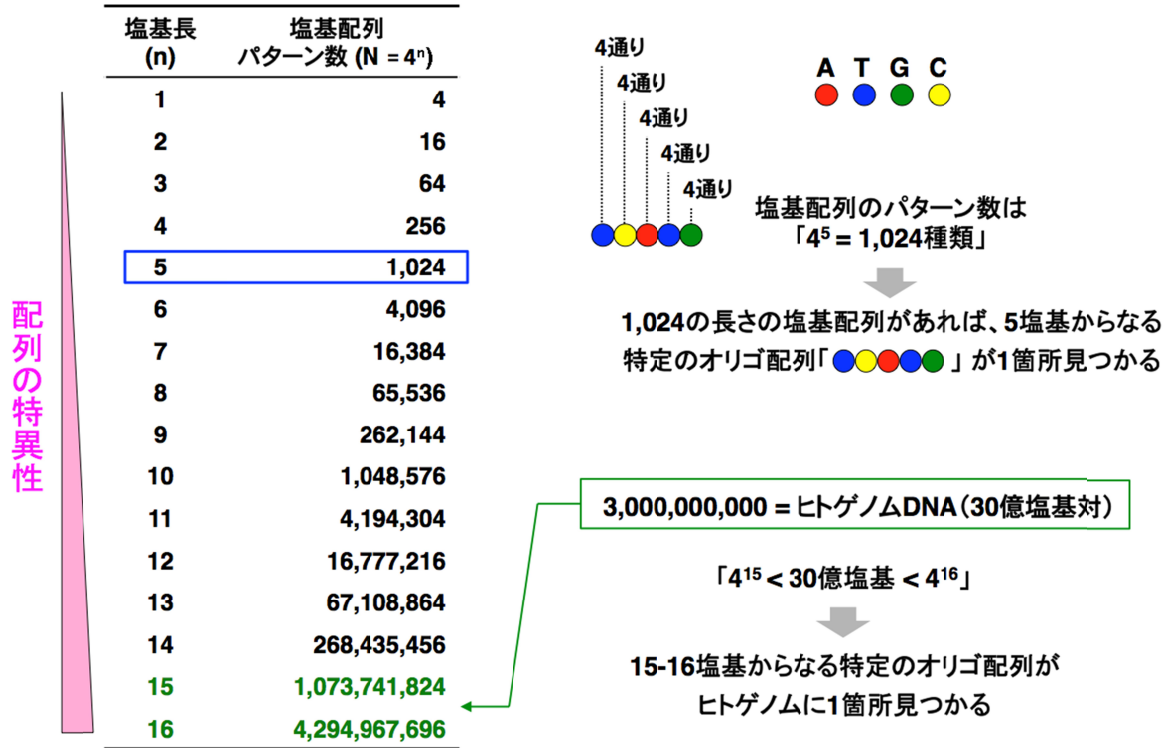 塩基長 塩基配列
(n) パターン数 (N = 4ⁿ)
1 4
2 16
3 64
4 256
5 1,024
6 4,096
7 16,384
8 65,536
9 262,144
10 1,048,576
11 4,194,304
12 16,777,216
13 67,108,864
14 268,435,456
15 1,073,741,824
16 4,294,967,696
配列の特異性
4通り
4通り
4通り
4通り
4通り
A T G C
塩基配列のパターン数は
「4⁵ = 1,024種類」
1,024の長さの塩基配列があれば、5塩基からなる
特定のオリゴ配列「 」が1箇所見つかる
3,000,000,000 = ヒトゲノムDNA（30億塩基対）
「4¹⁵ < 30億塩基 < 4¹⁶」
15-16塩基からなる特定のオリゴ配列が
ヒトゲノムに1箇所見つかる